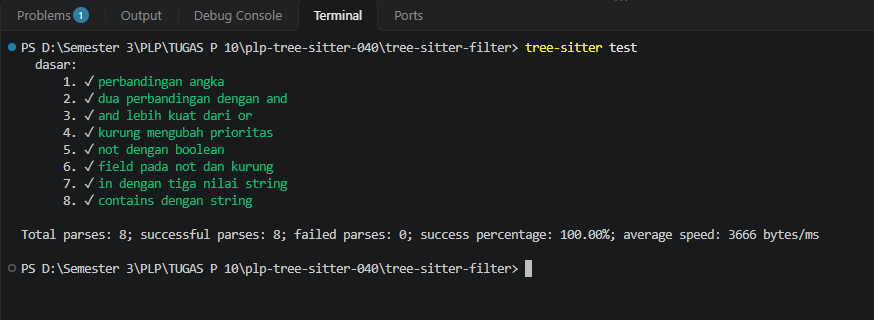 Problems 1 Output Debug Console Terminal Ports
PS D:\Semester 3\PLP\TUGAS P 10\plp-tree-sitter-040\tree-sitter-filter> tree-sitter test
dasar:
1. ✓ perbandingan angka
2. ✓ dua perbandingan dengan and
3. ✓ and lebih kuat dari or
4. ✓ kurung mengubah prioritas
5. ✓ not dengan boolean
6. ✓ field pada not dan kurung
7. ✓ in dengan tiga nilai string
8. ✓ contains dengan string
Total parses: 8; successful parses: 8; failed parses: 0; success percentage: 100.00%; average speed: 3666 bytes/ms
PS D:\Semester 3\PLP\TUGAS P 10\plp-tree-sitter-040\tree-sitter-filter>